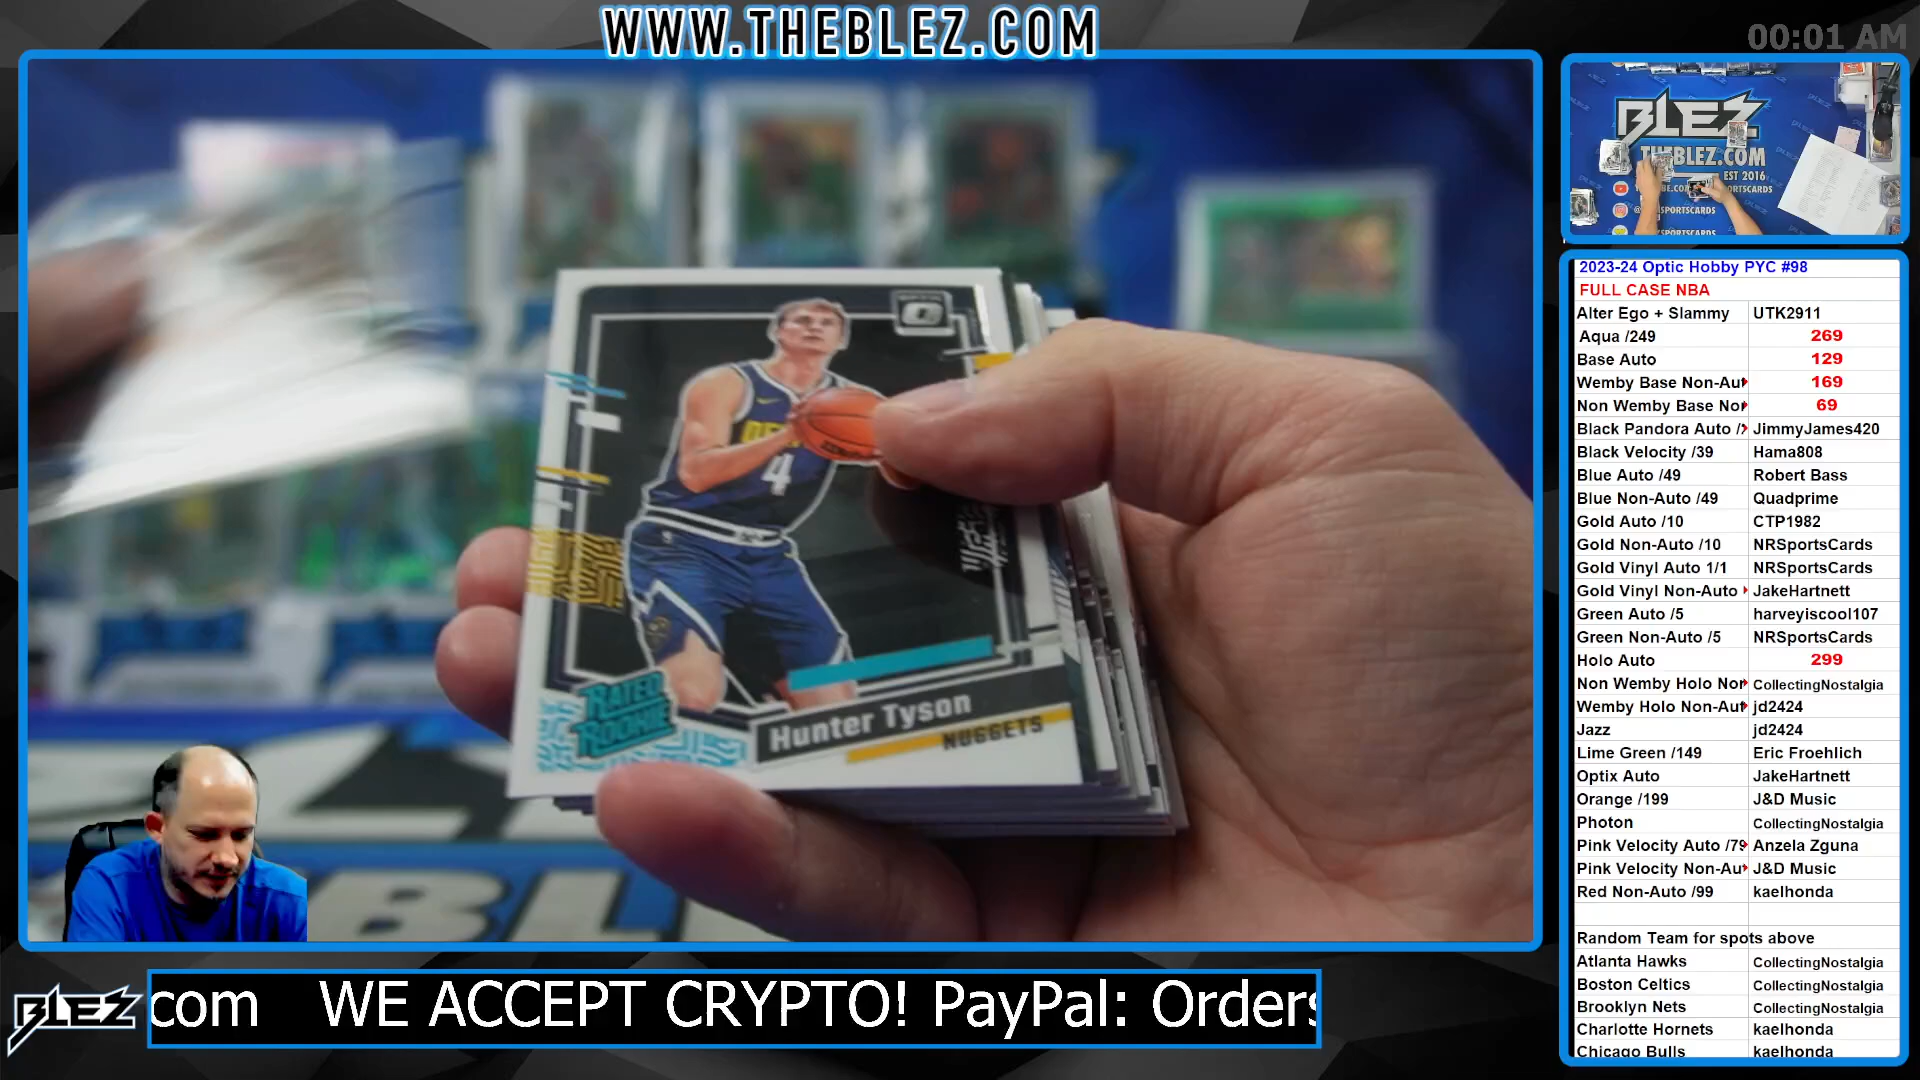 WWW.THEBLEZ.COM
00:01 AM
BLEZ
THEBLEZ.COM
EST 2016
4
RATED
ROOKIE
Hunter Tyson
NUGGETS
2023-24 Optic Hobby PYC #98
FULL CASE NBA
Alter Ego + Slammy UTK2911
Aqua /249 269
Base Auto 129
Wemby Base Non-Aut 169
Non Wemby Base Nor 69
Black Pandora Auto / JimmyJames420
Black Velocity /39 Hama808
Blue Auto /49 Robert Bass
Blue Non-Auto /49 Quadprime
Gold Auto /10 CTP1982
Gold Non-Auto /10 NRSportsCards
Gold Vinyl Auto 1/1 NRSportsCards
Gold Vinyl Non-Auto JakeHartnett
Green Auto /5 harveyiscool107
Green Non-Auto /5 NRSportsCards
Holo Auto 299
Non Wemby Holo Nor CollectingNostalgia
Wemby Holo Non-Aut jd2424
Jazz jd2424
Lime Green /149 Eric Froehlich
Optix Auto JakeHartnett
Orange /199 J&D Music
Photon CollectingNostalgia
Pink Velocity Auto /79 Anzela Zguna
Pink Velocity Non-Au J&D Music
Red Non-Auto /99 kaelhonda
Random Team for spots above
Atlanta Hawks CollectingNostalgia
Boston Celtics CollectingNostalgia
Brooklyn Nets CollectingNostalgia
Charlotte Hornets kaelhonda
Chicago Bulls kaelhonda
BLEZ
com WE ACCEPT CRYPTO! PayPal: Orders